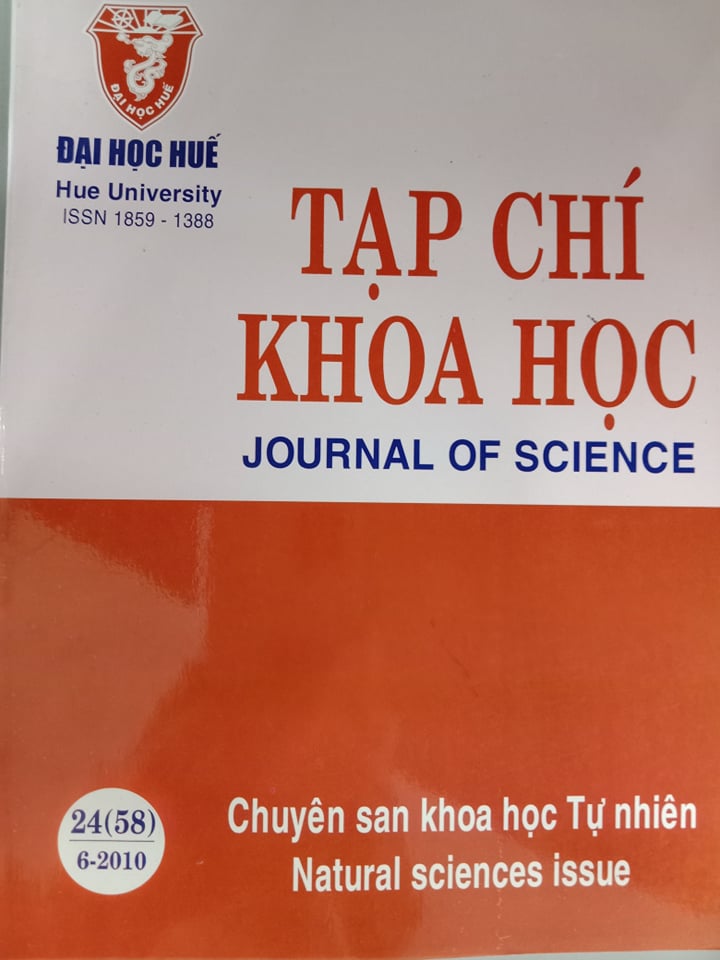 ĐẠI HỌC HUẾ
ĐẠI HỌC HUẾ
Hue University
ISSN 1859 - 1388
TẠP CHÍ
KHOA HỌC
JOURNAL OF SCIENCE
24(58)
6-2010
Chuyên san khoa học Tự nhiên
Natural sciences issue